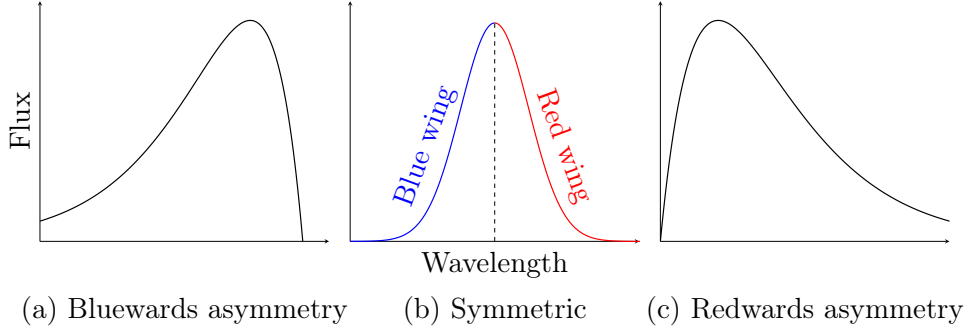 Flux
Blue wing
Red wing
Wavelength
(a) Bluewards asymmetry
(b) Symmetric
(c) Redwards asymmetry